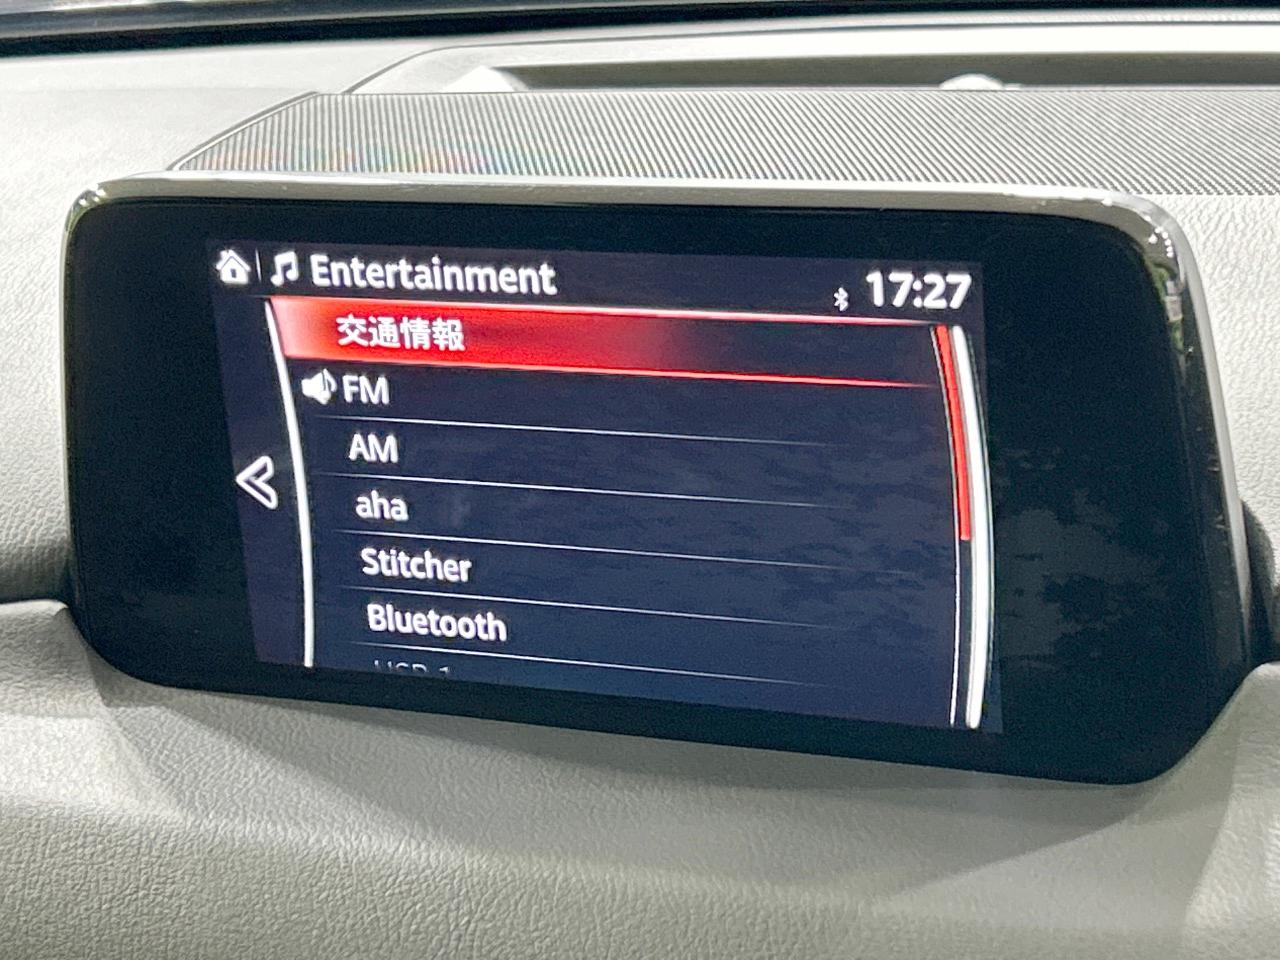 Entertainment
17:27
交通情報
FM
AM
aha
Stitcher
Bluetooth